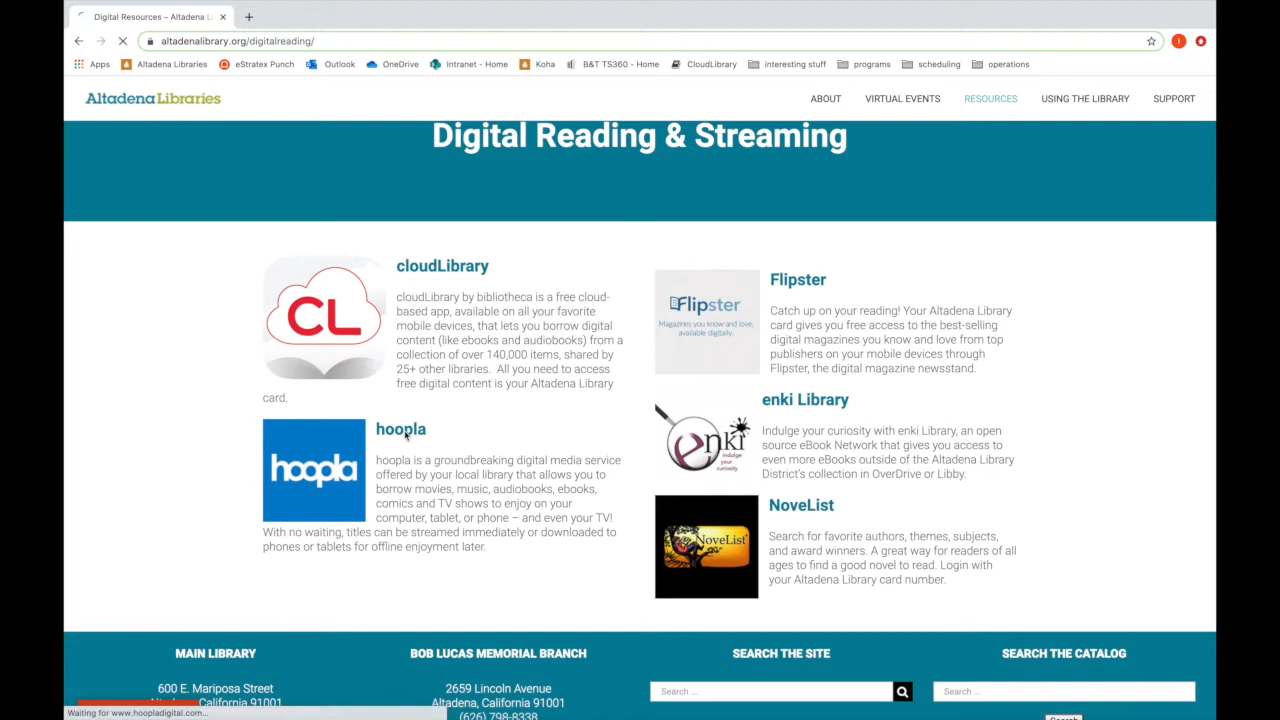 Digital Resources – Altadena L
altadenalibrary.org/digitalreading/
Apps
Altadena Libraries
eStratex Punch
Outlook
OneDrive
Intranet - Home
Koha
B&T TS360 - Home
CloudLibrary
interesting stuff
programs
scheduling
operations
Altadena Libraries
ABOUT
VIRTUAL EVENTS
RESOURCES
USING THE LIBRARY
SUPPORT
Digital Reading & Streaming
CL
cloudLibrary
cloudLibrary by bibliotheca is a free cloud-
based app, available on all your favorite
mobile devices, that lets you borrow digital
content (like ebooks and audiobooks) from a
collection of over 140,000 items, shared by
25+ other libraries. All you need to access
free digital content is your Altadena Library
card.
hoopla
hoopla
hoopla is a groundbreaking digital media service
offered by your local library that allows you to
borrow movies, music, audiobooks, ebooks,
comics and TV shows to enjoy on your
computer, tablet, or phone – and even your TV!
With no waiting, titles can be streamed immediately or downloaded to
phones or tablets for offline enjoyment later.
Flipster
Magazines you know and love,
available digitally.
Flipster
Catch up on your reading! Your Altadena Library
card gives you free access to the best-selling
digital magazines you know and love from top
publishers on your mobile devices through
Flipster, the digital magazine newsstand.
enki
indulge
your
curiosity
enki Library
Indulge your curiosity with enki Library, an open
source eBook Network that gives you access to
even more eBooks outside of the Altadena Library
District's collection in OverDrive or Libby.
NoveList
NoveList
Search for favorite authors, themes, subjects,
and award winners. A great way for readers of all
ages to find a good novel to read. Login with
your Altadena Library card number.
MAIN LIBRARY
600 E. Mariposa Street
Altadena, California 91001
BOB LUCAS MEMORIAL BRANCH
2659 Lincoln Avenue
Altadena, California 91001
(626) 798-8338
SEARCH THE SITE
Search ...
SEARCH THE CATALOG
Search ...
Search
Waiting for www.hoopladigital.com...